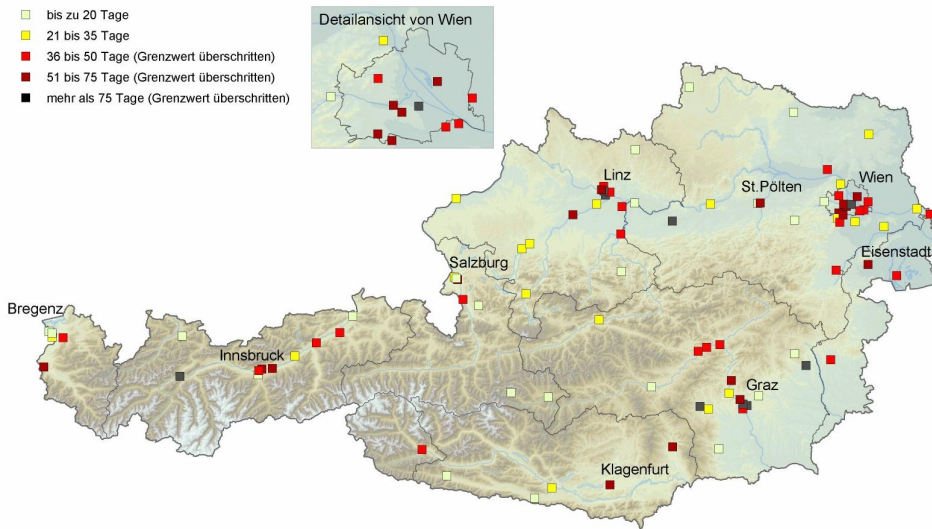 bis zu 20 Tage
21 bis 35 Tage
36 bis 50 Tage (Grenzwert überschritten)
51 bis 75 Tage (Grenzwert überschritten)
mehr als 75 Tage (Grenzwert überschritten)
Detailansicht von Wien
Linz
St.Pölten
Wien
Eisenstadt
Salzburg
Bregenz
Innsbruck
Graz
Klagenfurt